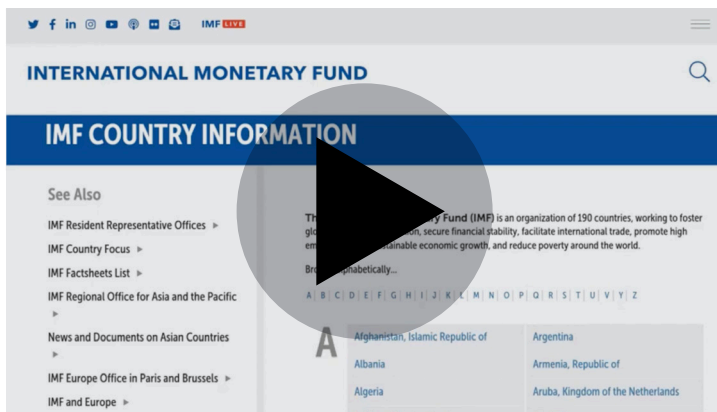 IMF LIVE
INTERNATIONAL MONETARY FUND
IMF COUNTRY INFORMATION
See Also
IMF Resident Representative Offices
IMF Country Focus
IMF Factsheets List
IMF Regional Office for Asia and the Pacific
News and Documents on Asian Countries
IMF Europe Office in Paris and Brussels
IMF and Europe
Fund (IMF) is an organization of 190 countries, working to foster
secure financial stability, facilitate international trade, promote high
economic growth, and reduce poverty around the world.
A B C D E F G H I J K L M N O P Q R S T U V Y Z
A
Afghanistan, Islamic Republic of
Argentina
Albania
Armenia, Republic of
Algeria
Aruba, Kingdom of the Netherlands